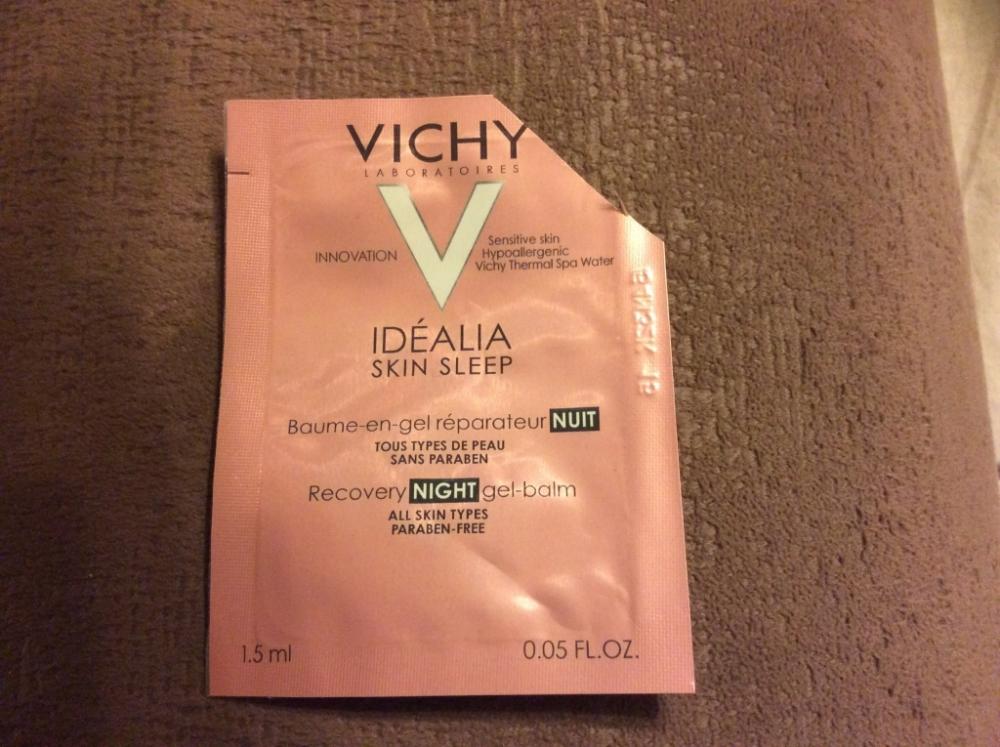 VICHY
LABORATOIRES
INNOVATION
Sensitive skin
Hypoallergenic
Vichy Thermal Spa Water
IDÉALIA
SKIN SLEEP
Baume-en-gel réparateur NUIT
TOUS TYPES DE PEAU
SANS PARABEN
Recovery NIGHT gel-balm
ALL SKIN TYPES
PARABEN-FREE
1.5 ml
0.05 FL.OZ.